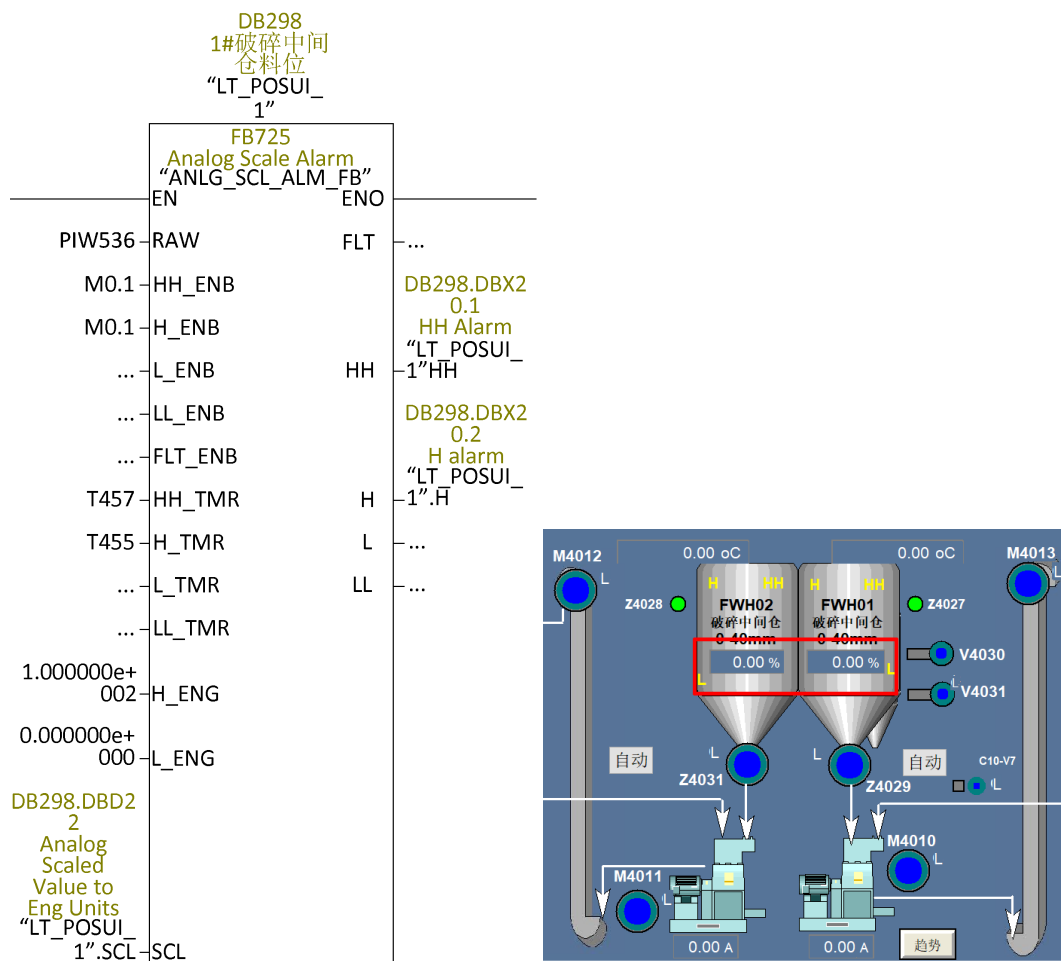 DB298
1#破碎中间
仓料位
“LT_POSUI_
1”
FB725
Analog Scale Alarm
“ANLG_SCL_ALM_FB”
EN ENO
PIW536 RAW FLT ...
M0.1 HH_ENB
DB298.DBX2
0.1
HH Alarm
“LT_POSUI_
1”HH
M0.1 H_ENB
... L_ENB HH
... LL_ENB
DB298.DBX2
0.2
H alarm
“LT_POSUI_
1”.H
... FLT_ENB
T457 HH_TMR H
T455 H_TMR L ...
... L_TMR LL ...
... LL_TMR
1.000000e+
002 H_ENG
0.000000e+
000 L_ENG
DB298.DBD2
2
Analog
Scaled
Value to
Eng Units
“LT_POSUI_
1”.SCL SCL
M4012 0.00 oC 0.00 oC M4013
L L
H HH H HH
Z4028 FWH02 FWH01 Z4027
破碎中间仓 破碎中间仓
0-40mm 0-40mm
0.00 % 0.00 % V4030
L L
L V4031
自动 L L 自动 C10-V7
L
Z4031 Z4029
M4010
L
M4011
L L
0.00 A 0.00 A 趋势